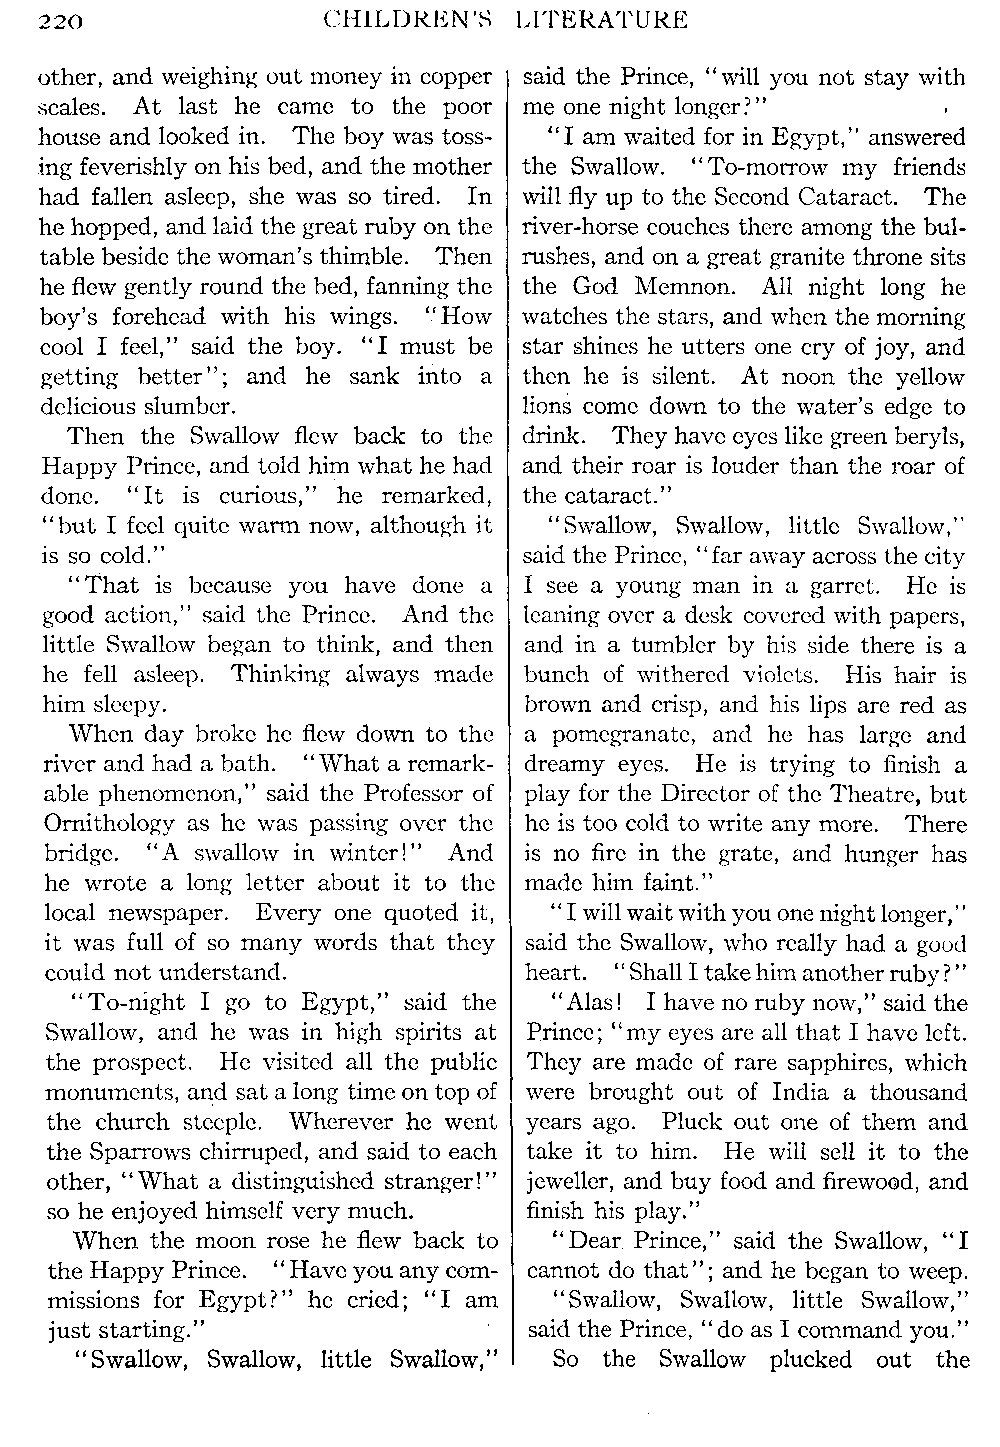 220 CHILDREN'S LITERATURE
other, and weighing out money in copper
scales. At last he came to the poor
house and looked in. The boy was toss-
ing feverishly on his bed, and the mother
had fallen asleep, she was so tired. In
he hopped, and laid the great ruby on the
table beside the woman's thimble. Then
he flew gently round the bed, fanning the
boy's forehead with his wings. "How
cool I feel," said the boy. "I must be
getting better"; and he sank into a
delicious slumber.
Then the Swallow flew back to the
Happy Prince, and told him what he had
done. "It is curious," he remarked,
"but I feel quite warm now, although it
is so cold."
"That is because you have done a
good action," said the Prince. And the
little Swallow began to think, and then
he fell asleep. Thinking always made
him sleepy.
When day broke he flew down to the
river and had a bath. "What a remark-
able phenomenon," said the Professor of
Ornithology as he was passing over the
bridge. "A swallow in winter!" And
he wrote a long letter about it to the
local newspaper. Every one quoted it,
it was full of so many words that they
could not understand.
"To-night I go to Egypt," said the
Swallow, and he was in high spirits at
the prospect. He visited all the public
monuments, and sat a long time on top of
the church steeple. Wherever he went
the Sparrows chirruped, and said to each
other, "What a distinguished stranger!"
so he enjoyed himself very much.
When the moon rose he flew back to
the Happy Prince. "Have you any com-
missions for Egypt?" he cried; "I am
just starting."
"Swallow, Swallow, little Swallow,"
said the Prince, "will you not stay with
me one night longer?"
"I am waited for in Egypt," answered
the Swallow. "To-morrow my friends
will fly up to the Second Cataract. The
river-horse couches there among the bul-
rushes, and on a great granite throne sits
the God Memnon. All night long he
watches the stars, and when the morning
star shines he utters one cry of joy, and
then he is silent. At noon the yellow
lions come down to the water's edge to
drink. They have eyes like green beryls,
and their roar is louder than the roar of
the cataract."
"Swallow, Swallow, little Swallow,"
said the Prince, "far away across the city
I see a young man in a garret. He is
leaning over a desk covered with papers,
and in a tumbler by his side there is a
bunch of withered violets. His hair is
brown and crisp, and his lips are red as
a pomegranate, and he has large and
dreamy eyes. He is trying to finish a
play for the Director of the Theatre, but
he is too cold to write any more. There
is no fire in the grate, and hunger has
made him faint."
"I will wait with you one night longer,"
said the Swallow, who really had a good
heart. "Shall I take him another ruby?"
"Alas! I have no ruby now," said the
Prince; "my eyes are all that I have left.
They are made of rare sapphires, which
were brought out of India a thousand
years ago. Pluck out one of them and
take it to him. He will sell it to the
jeweller, and buy food and firewood, and
finish his play."
"Dear Prince," said the Swallow, "I
cannot do that"; and he began to weep.
"Swallow, Swallow, little Swallow,"
said the Prince, "do as I command you."
So the Swallow plucked out the